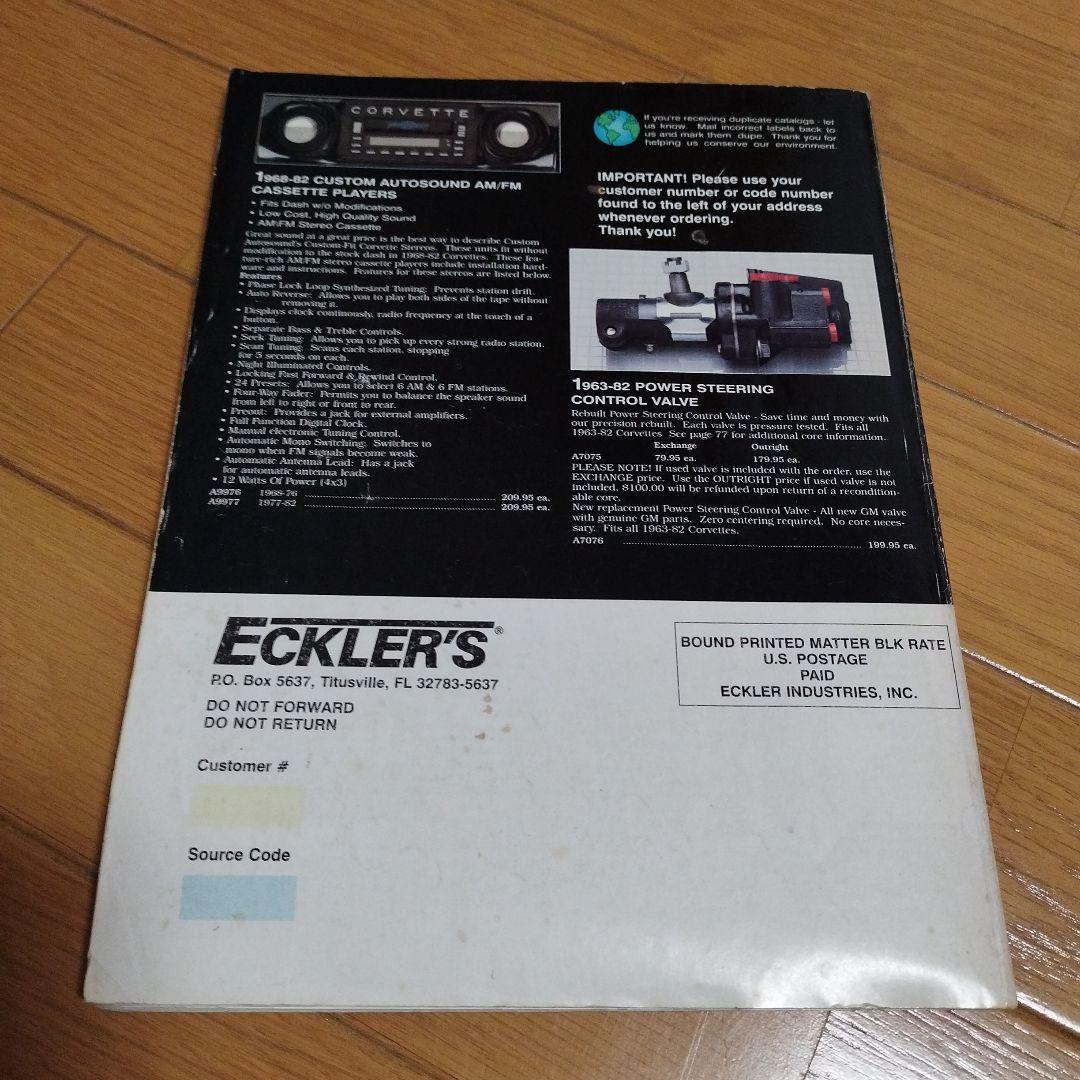 CORVETTE
1968-82 CUSTOM AUTOSOUND AM/FM
CASSETTE PLAYERS
• Fits Dash w/o Modifications
• Low Cost, High Quality Sound
• AM\FM Stereo Cassette
Great sound at a great price is the best way to describe Custom
Autosound's Custom-Fit Corvette Stereos. These units fit without
modification to the stock dash in 1968-82 Corvettes. These fea-
ture-rich AM/FM stereo cassette players include installation hard-
ware and instructions. Features for these stereos are listed below.
Features
• Phase Lock Loop Synthesized Tuning: Prevents station drift.
• Auto Reverse: Allows you to play both sides of the tape without
removing it.
• Displays clock continously, radio frequency at the touch of a
button.
• Separate Bass & Treble Controls.
• Seek Tuning: Allows you to pick up every strong radio station.
• Scan Tuning: Scans each station, stopping
for 5 seconds on each.
• Night Illuminated Controls.
• Locking Fast Forward & Rewind Control.
• 24 Presets: Allows you to select 6 AM & 6 FM stations.
• Four-Way Fader: Permits you to balance the speaker sound
from left to right or front to rear.
• Preout: Provides a jack for external amplifiers.
• Full Function Digital Clock.
• Manual electronic Tuning Control.
• Automatic Mono Switching: Switches to
mono when FM signals become weak.
• Automatic Antenna Lead: Has a jack
for automatic antenna leads.
• 12 Watts Of Power (4x3)
A9976 1968-76 209.95 ea.
A9977 1977-82 209.95 ea.
If you're receiving duplicate catalogs - let
us know. Mail incorrect labels back to
us and mark them dupe. Thank you for
helping us conserve our environment.
IMPORTANT! Please use your
customer number or code number
found to the left of your address
whenever ordering.
Thank you!
1963-82 POWER STEERING
CONTROL VALVE
Rebuilt Power Steering Control Valve - Save time and money with
our precision rebuilt. Each valve is pressure tested. Fits all
1963-82 Corvettes See page 77 for additional core information.
Exchange Outright
A7075 79.95 ea. 179.95 ea.
PLEASE NOTE! If used valve is included with the order, use the
EXCHANGE price. Use the OUTRIGHT price if used valve is not
included. $100.00 will be refunded upon return of a recondition-
able core.
New replacement Power Steering Control Valve - All new GM valve
with genuine GM parts. Zero centering required. No core neces-
sary. Fits all 1963-82 Corvettes.
A7076 199.95 ea.
ECKLER'S®
P.O. Box 5637, Titusville, FL 32783-5637
DO NOT FORWARD
DO NOT RETURN
Customer #
Source Code
BOUND PRINTED MATTER BLK RATE
U.S. POSTAGE
PAID
ECKLER INDUSTRIES, INC.